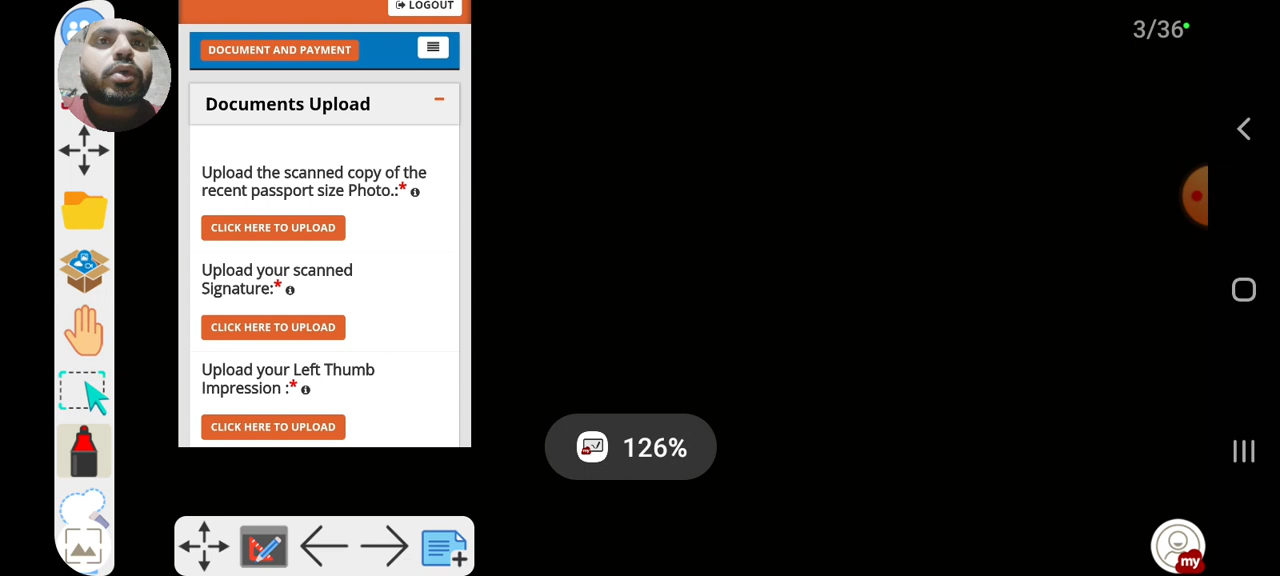 LOGOUT
3/36
DOCUMENT AND PAYMENT
Documents Upload
Upload the scanned copy of the
recent passport size Photo.:*
CLICK HERE TO UPLOAD
Upload your scanned
Signature:*
CLICK HERE TO UPLOAD
Upload your Left Thumb
Impression :*
CLICK HERE TO UPLOAD
126%
my